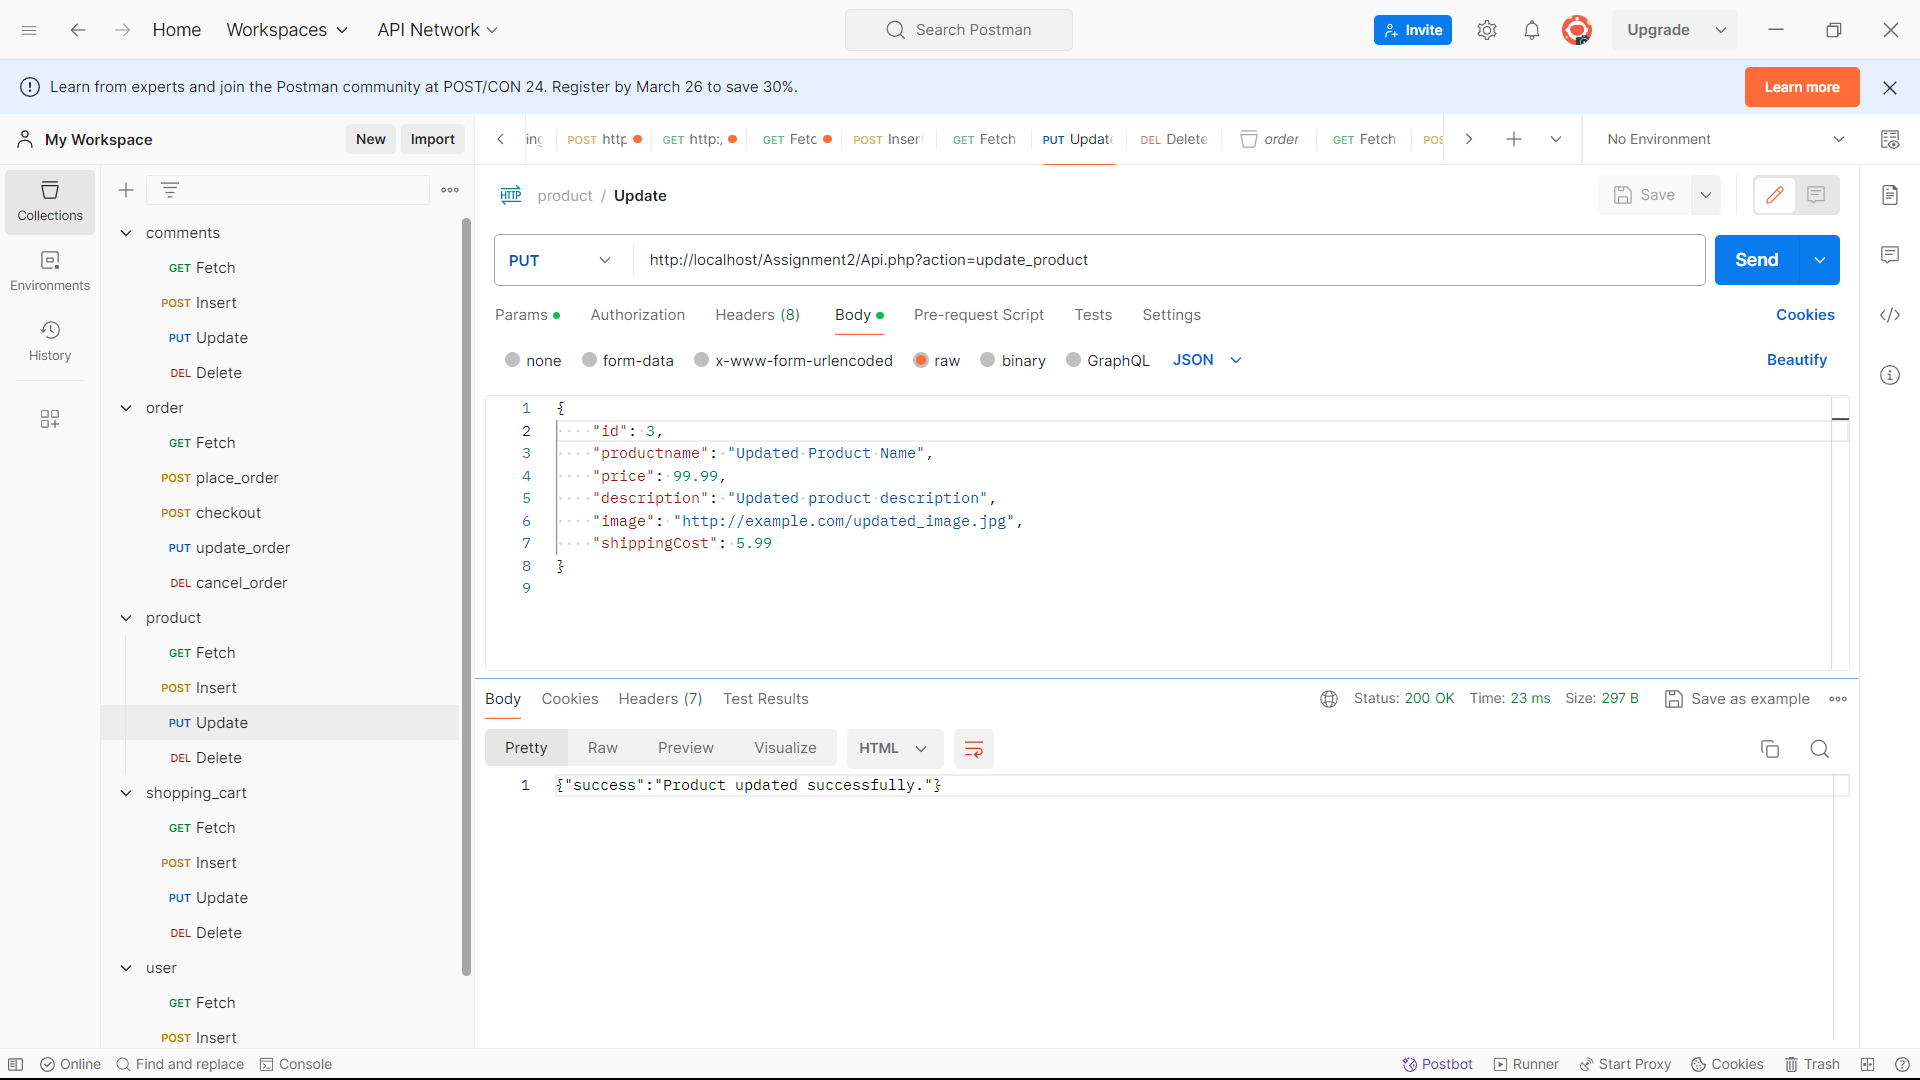 Home Workspaces API Network Search Postman Invite Upgrade
Learn from experts and join the Postman community at POST/CON 24. Register by March 26 to save 30%. Learn more
My Workspace New Import
ing POST http GET http:/ GET Fetc POST Insert GET Fetch PUT Update DEL Delete order GET Fetch POS No Environment
Collections
Environments
History
comments
GET Fetch
POST Insert
PUT Update
DEL Delete
order
GET Fetch
POST place_order
POST checkout
PUT update_order
DEL cancel_order
product
GET Fetch
POST Insert
PUT Update
DEL Delete
shopping_cart
GET Fetch
POST Insert
PUT Update
DEL Delete
user
GET Fetch
POST Insert
HTTP product / Update Save
PUT http://localhost/Assignment2/Api.php?action=update_product Send
Params Authorization Headers (8) Body Pre-request Script Tests Settings Cookies
none form-data x-www-form-urlencoded raw binary GraphQL JSON Beautify
1 {
2 "id": 3,
3 "productname": "Updated Product Name",
4 "price": 99.99,
5 "description": "Updated product description",
6 "image": "http://example.com/updated_image.jpg",
7 "shippingCost": 5.99
8 }
9
Body Cookies Headers (7) Test Results Status: 200 OK Time: 23 ms Size: 297 B Save as example
Pretty Raw Preview Visualize HTML
1 {"success":"Product updated successfully."}
Online Find and replace Console Postbot Runner Start Proxy Cookies Trash